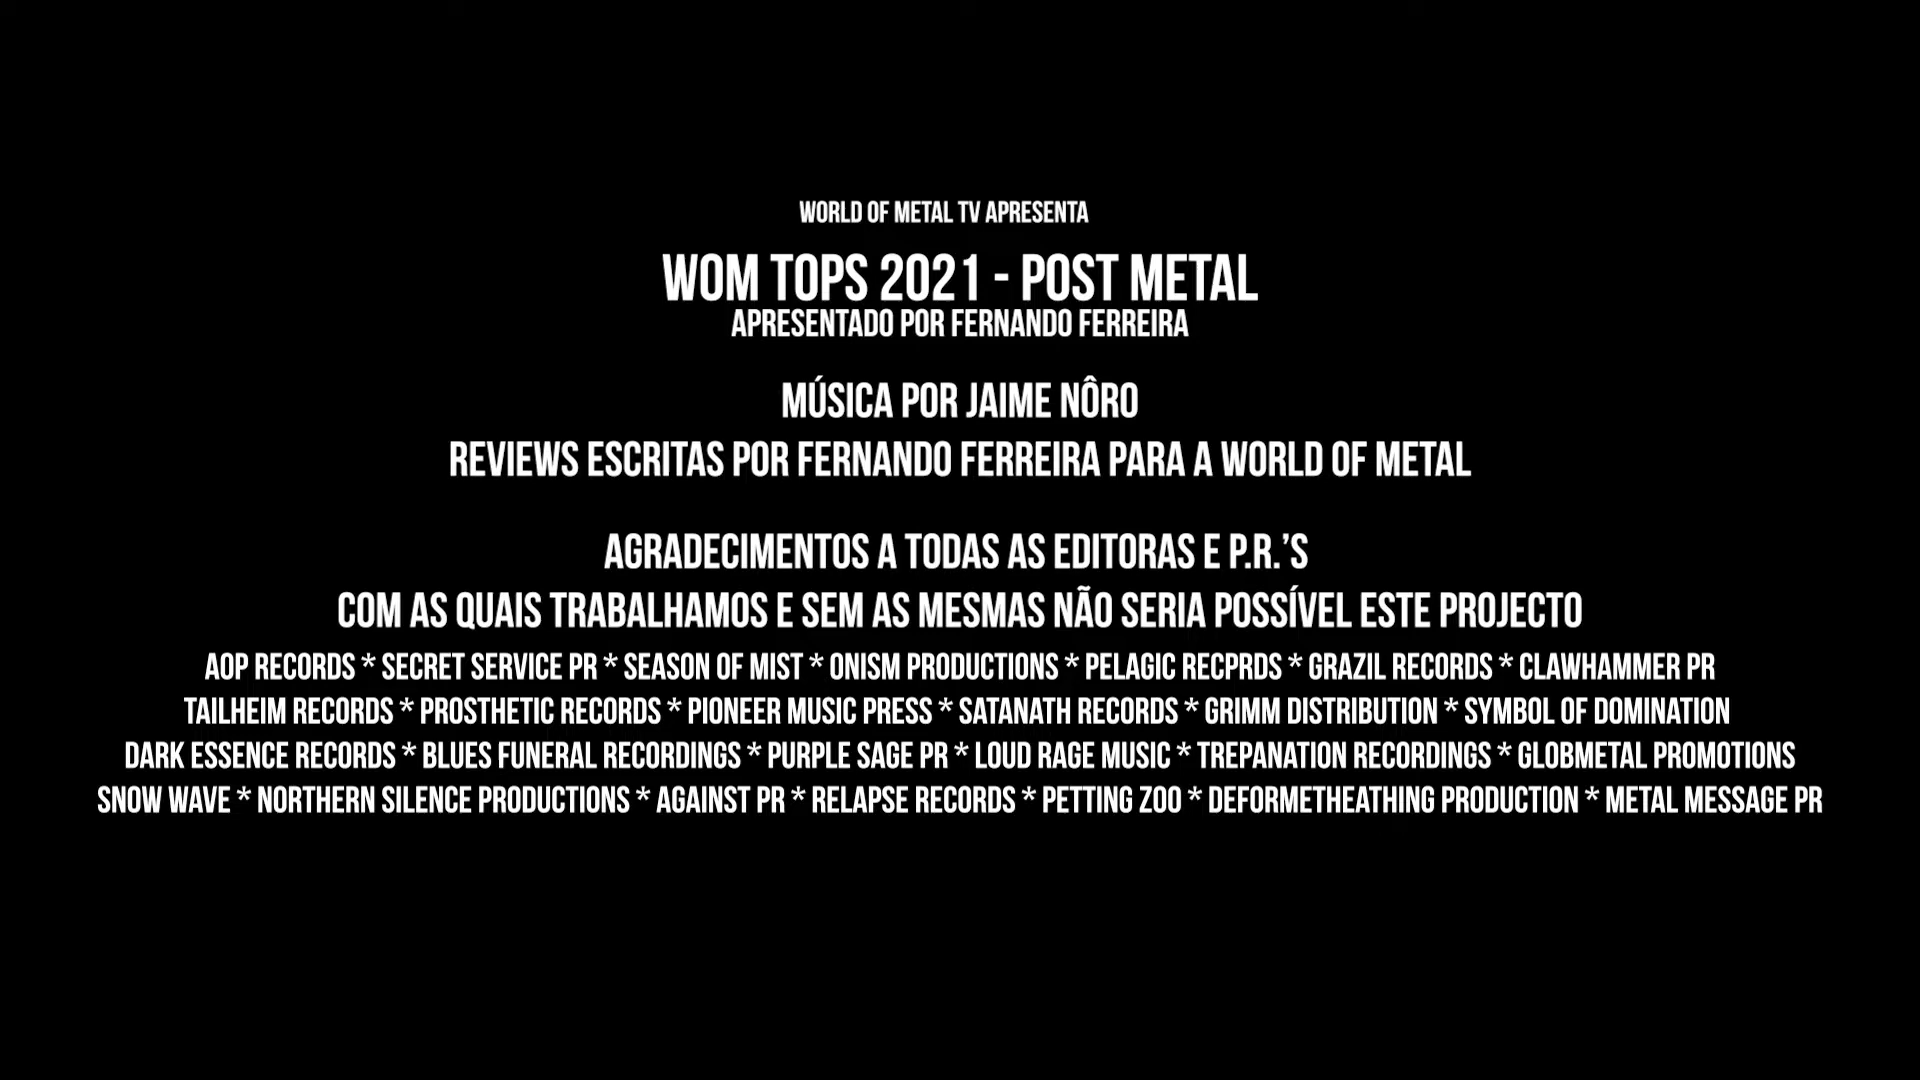 WORLD OF METAL TV APRESENTA
WOM TOPS 2021 - POST METAL
APRESENTADO POR FERNANDO FERREIRA
MÚSICA POR JAIME NÔRO
REVIEWS ESCRITAS POR FERNANDO FERREIRA PARA A WORLD OF METAL
AGRADECIMENTOS A TODAS AS EDITORAS E P.R.'S
COM AS QUAIS TRABALHAMOS E SEM AS MESMAS NÃO SERIA POSSÍVEL ESTE PROJECTO
AOP RECORDS * SECRET SERVICE PR * SEASON OF MIST * ONISM PRODUCTIONS * PELAGIC RECPRDS * GRAZIL RECORDS * CLAWHAMMER PR
TAILHEIM RECORDS * PROSTHETIC RECORDS * PIONEER MUSIC PRESS * SATANATH RECORDS * GRIMM DISTRIBUTION * SYMBOL OF DOMINATION
DARK ESSENCE RECORDS * BLUES FUNERAL RECORDINGS * PURPLE SAGE PR * LOUD RAGE MUSIC * TREPANATION RECORDINGS * GLOBMETAL PROMOTIONS
SNOW WAVE * NORTHERN SILENCE PRODUCTIONS * AGAINST PR * RELAPSE RECORDS * PETTING ZOO * DEFORMETHEATHING PRODUCTION * METAL MESSAGE PR